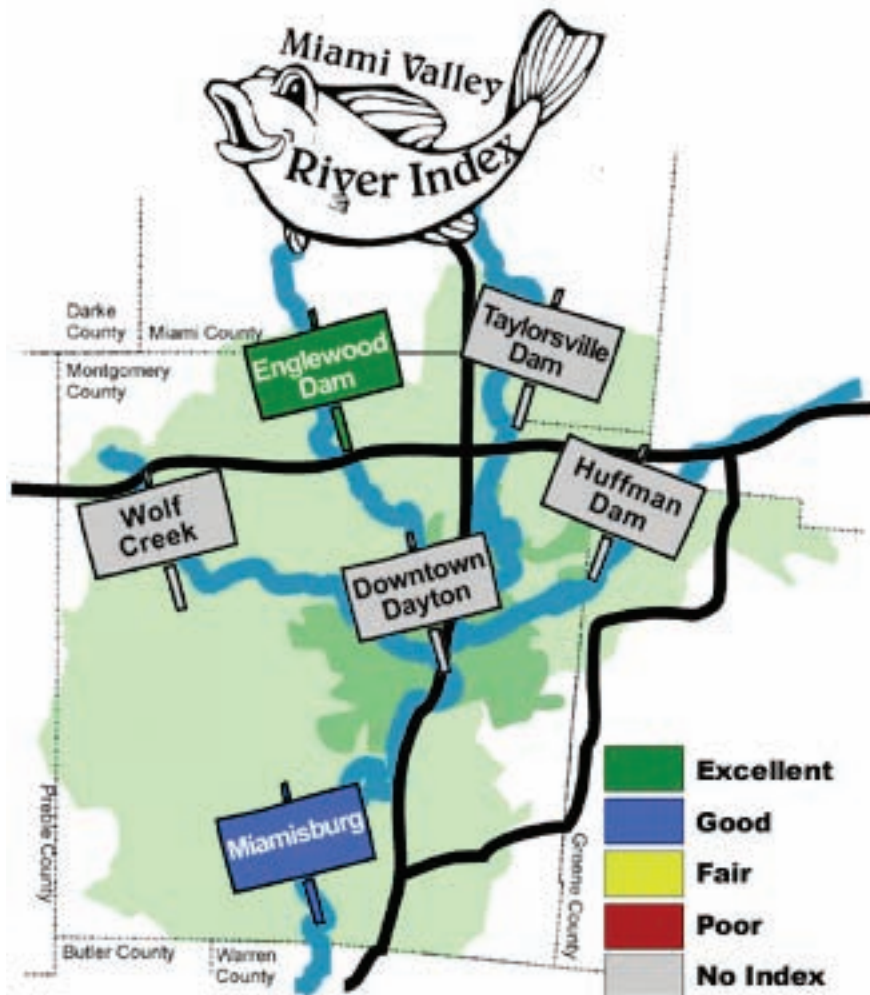 Miami Valley
River Index
Darke
County
Miami County
Montgomery
County
Englewood
Dam
Taylorsville
Dam
Wolf
Creek
Huffman
Dam
Downtown
Dayton
Miamisburg
Preble County
Greene County
Butler County
Warren
County
Excellent
Good
Fair
Poor
No Index